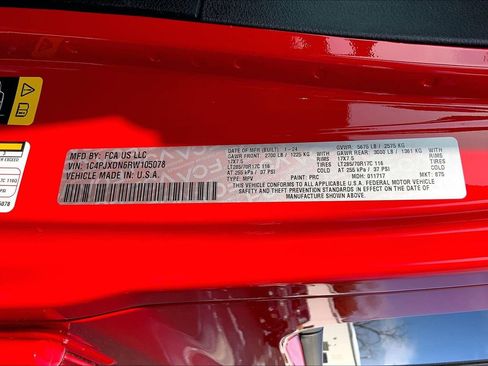 MFD. BY: FCA US LLC
VIN: 1C4PJXDN6RW105078
VEHICLE MADE IN: U.S.A.
DATE OF MFR (BUILT): 1-24 GVWR: 5675 LB / 2575 KG
GAWR FRONT: 2700 LB / 1225 KG WITH GAWR REAR: 3000 LB / 1361 KG WITH
17X7.5 RIMS 17X7.5 RIMS
LT285/70R17C 116Q TIRES LT285/70R17C TIRES
AT 255 kPa / 37 PSI COLD AT 255 kPa / 37 PSI COLD
TYPE: MPV PAINT: PRC MDH: 011717 MKT: 875
THIS VEHICLE CONFORMS TO ALL APPLICABLE U.S.A. FEDERAL MOTOR VEHICLE
SAFETY AND THEFT PREVENTION STANDARDS IN EFFECT ON THE DATE OF
MANUFACTURE SHOWN ABOVE.